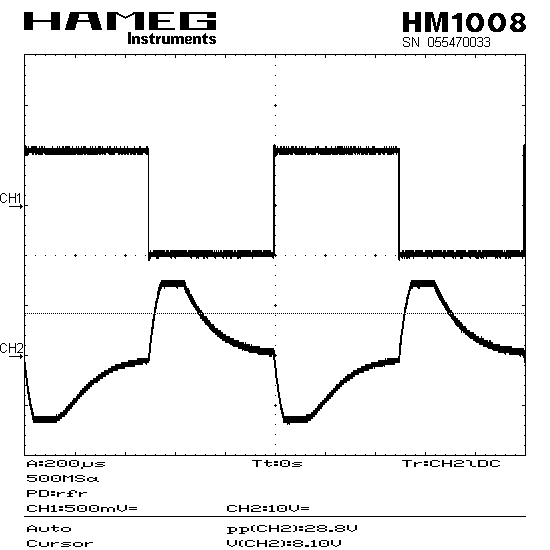 HAMEG
Instruments
HM1008
SN 055470033
CH1
CH2
A:200µs Tt:0s Tr:CH2⎍DC
500MSa
PD:rfr
CH1:500mV= CH2:10V=
Auto pp(CH2):28.8V
Cursor V(CH2):8.10V